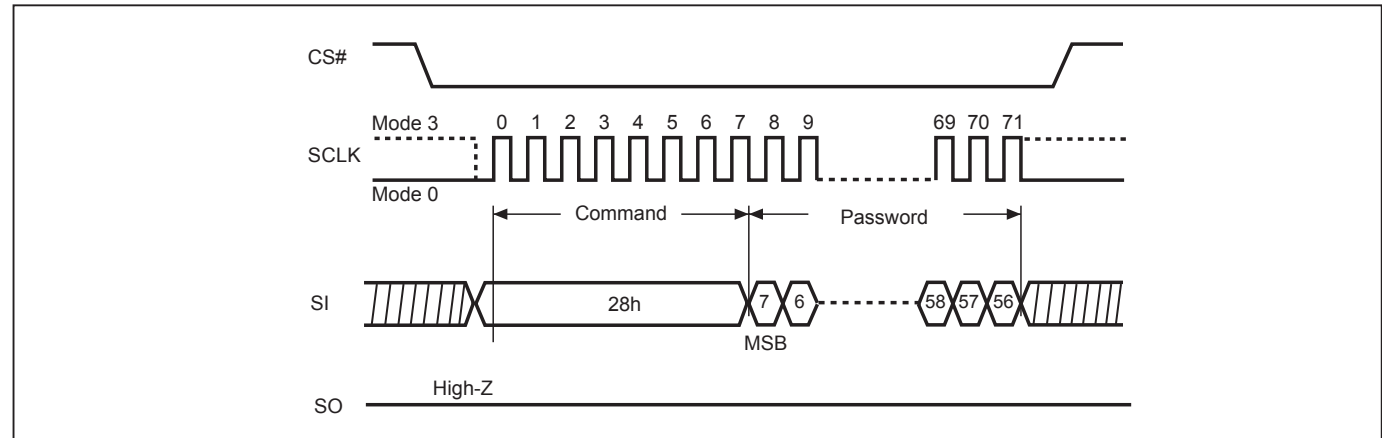 CS#
Mode 3 0 1 2 3 4 5 6 7 8 9 69 70 71
SCLK
Mode 0
Command Password
SI 28h 7 6 58 57 56
MSB
High-Z
SO